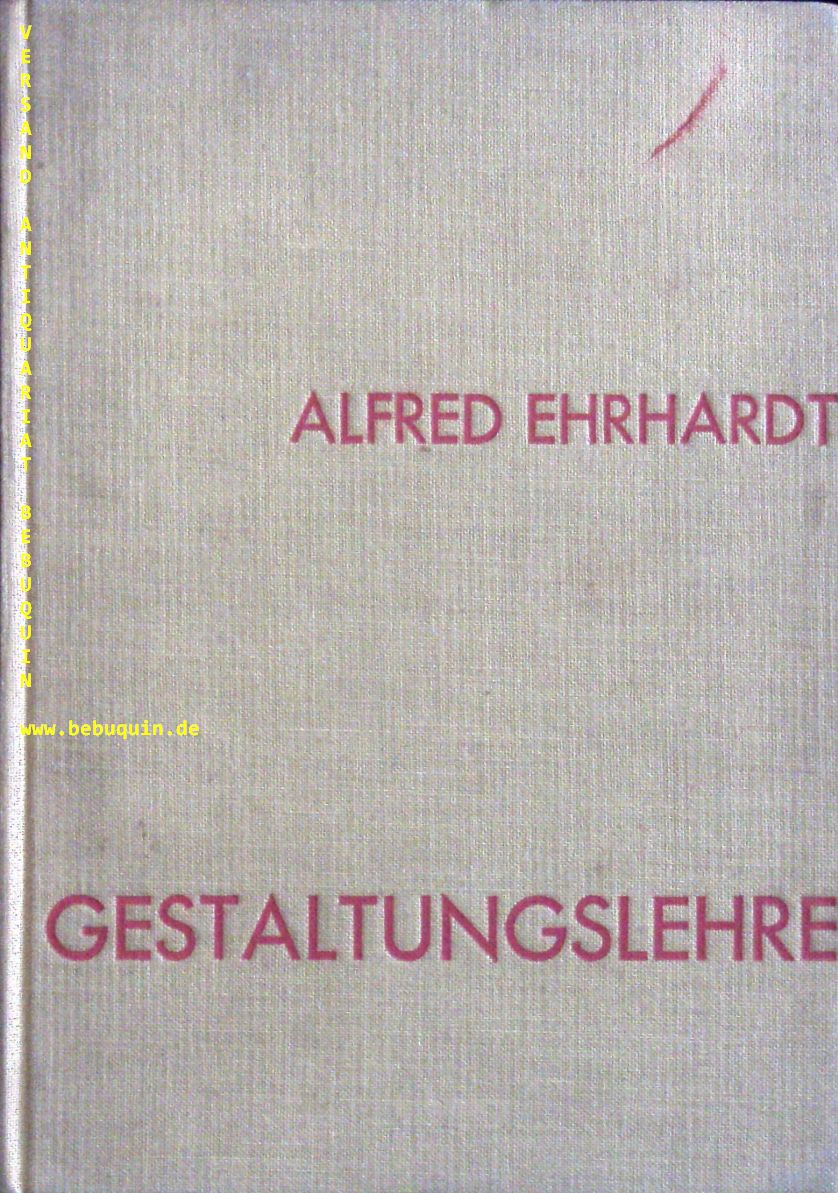 VERSAND ANTIQUARIAT BEBUQUIN
www.bebuquin.de
ALFRED EHRHARDT
GESTALTUNGSLEHRE